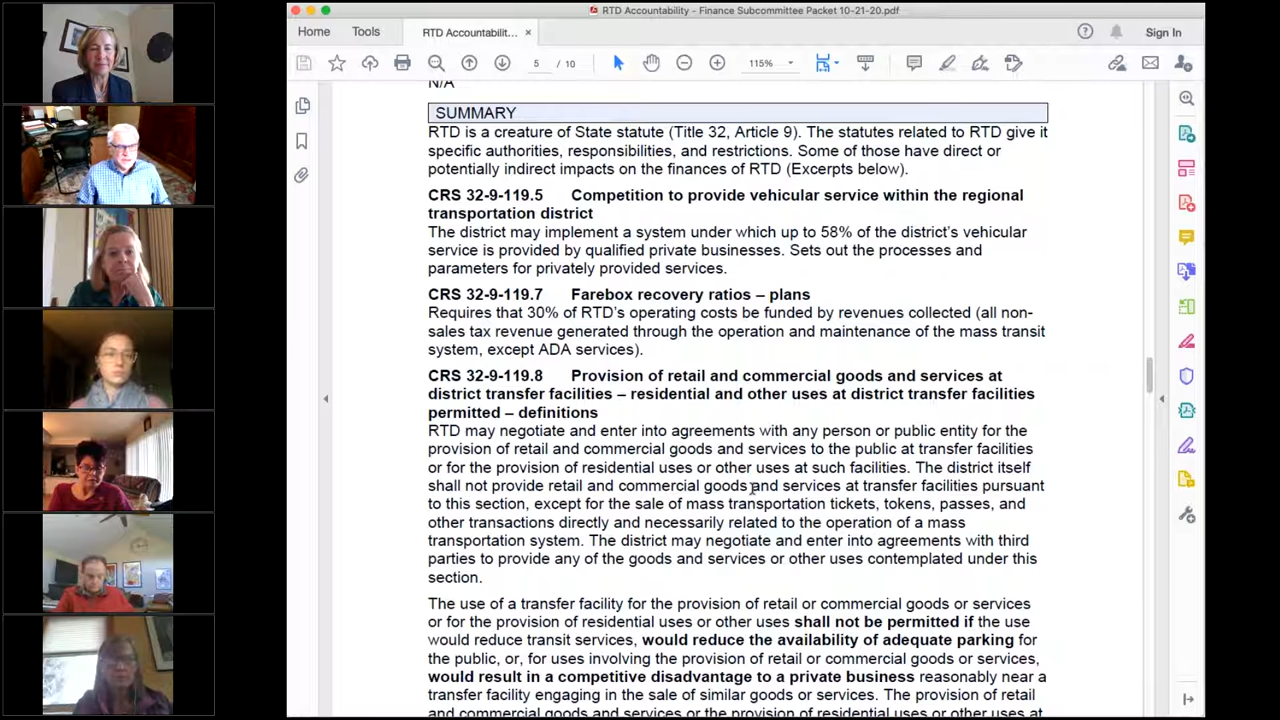 RTD Accountability - Finance Subcommittee Packet 10-21-20.pdf
Home
Tools
RTD Accountabilit...
Sign In
5 / 10
115%
N/A
SUMMARY
RTD is a creature of State statute (Title 32, Article 9). The statutes related to RTD give it
specific authorities, responsibilities, and restrictions. Some of those have direct or
potentially indirect impacts on the finances of RTD (Excerpts below).
CRS 32-9-119.5 Competition to provide vehicular service within the regional
transportation district
The district may implement a system under which up to 58% of the district's vehicular
service is provided by qualified private businesses. Sets out the processes and
parameters for privately provided services.
CRS 32-9-119.7 Farebox recovery ratios – plans
Requires that 30% of RTD's operating costs be funded by revenues collected (all non-
sales tax revenue generated through the operation and maintenance of the mass transit
system, except ADA services).
CRS 32-9-119.8 Provision of retail and commercial goods and services at
district transfer facilities – residential and other uses at district transfer facilities
permitted – definitions
RTD may negotiate and enter into agreements with any person or public entity for the
provision of retail and commercial goods and services to the public at transfer facilities
or for the provision of residential uses or other uses at such facilities. The district itself
shall not provide retail and commercial goods and services at transfer facilities pursuant
to this section, except for the sale of mass transportation tickets, tokens, passes, and
other transactions directly and necessarily related to the operation of a mass
transportation system. The district may negotiate and enter into agreements with third
parties to provide any of the goods and services or other uses contemplated under this
section.
The use of a transfer facility for the provision of retail or commercial goods or services
or for the provision of residential uses or other uses shall not be permitted if the use
would reduce transit services, would reduce the availability of adequate parking for
the public, or, for uses involving the provision of retail or commercial goods or services,
would result in a competitive disadvantage to a private business reasonably near a
transfer facility engaging in the sale of similar goods or services. The provision of retail
and commercial goods and services or for the provision of residential uses or other uses at